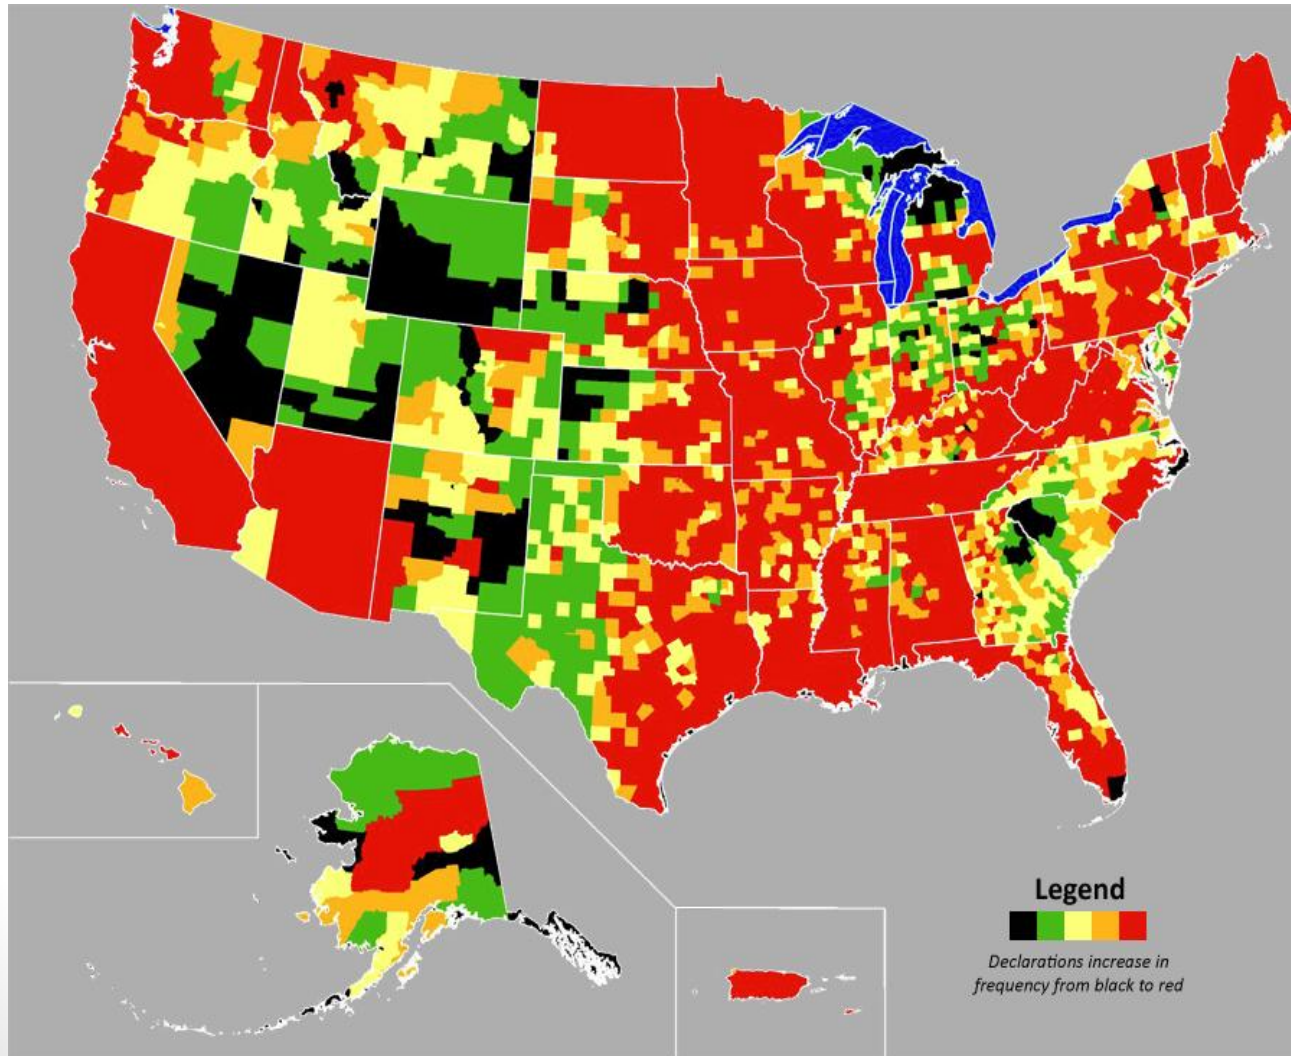 Legend
Declarations increase in
frequency from black to red